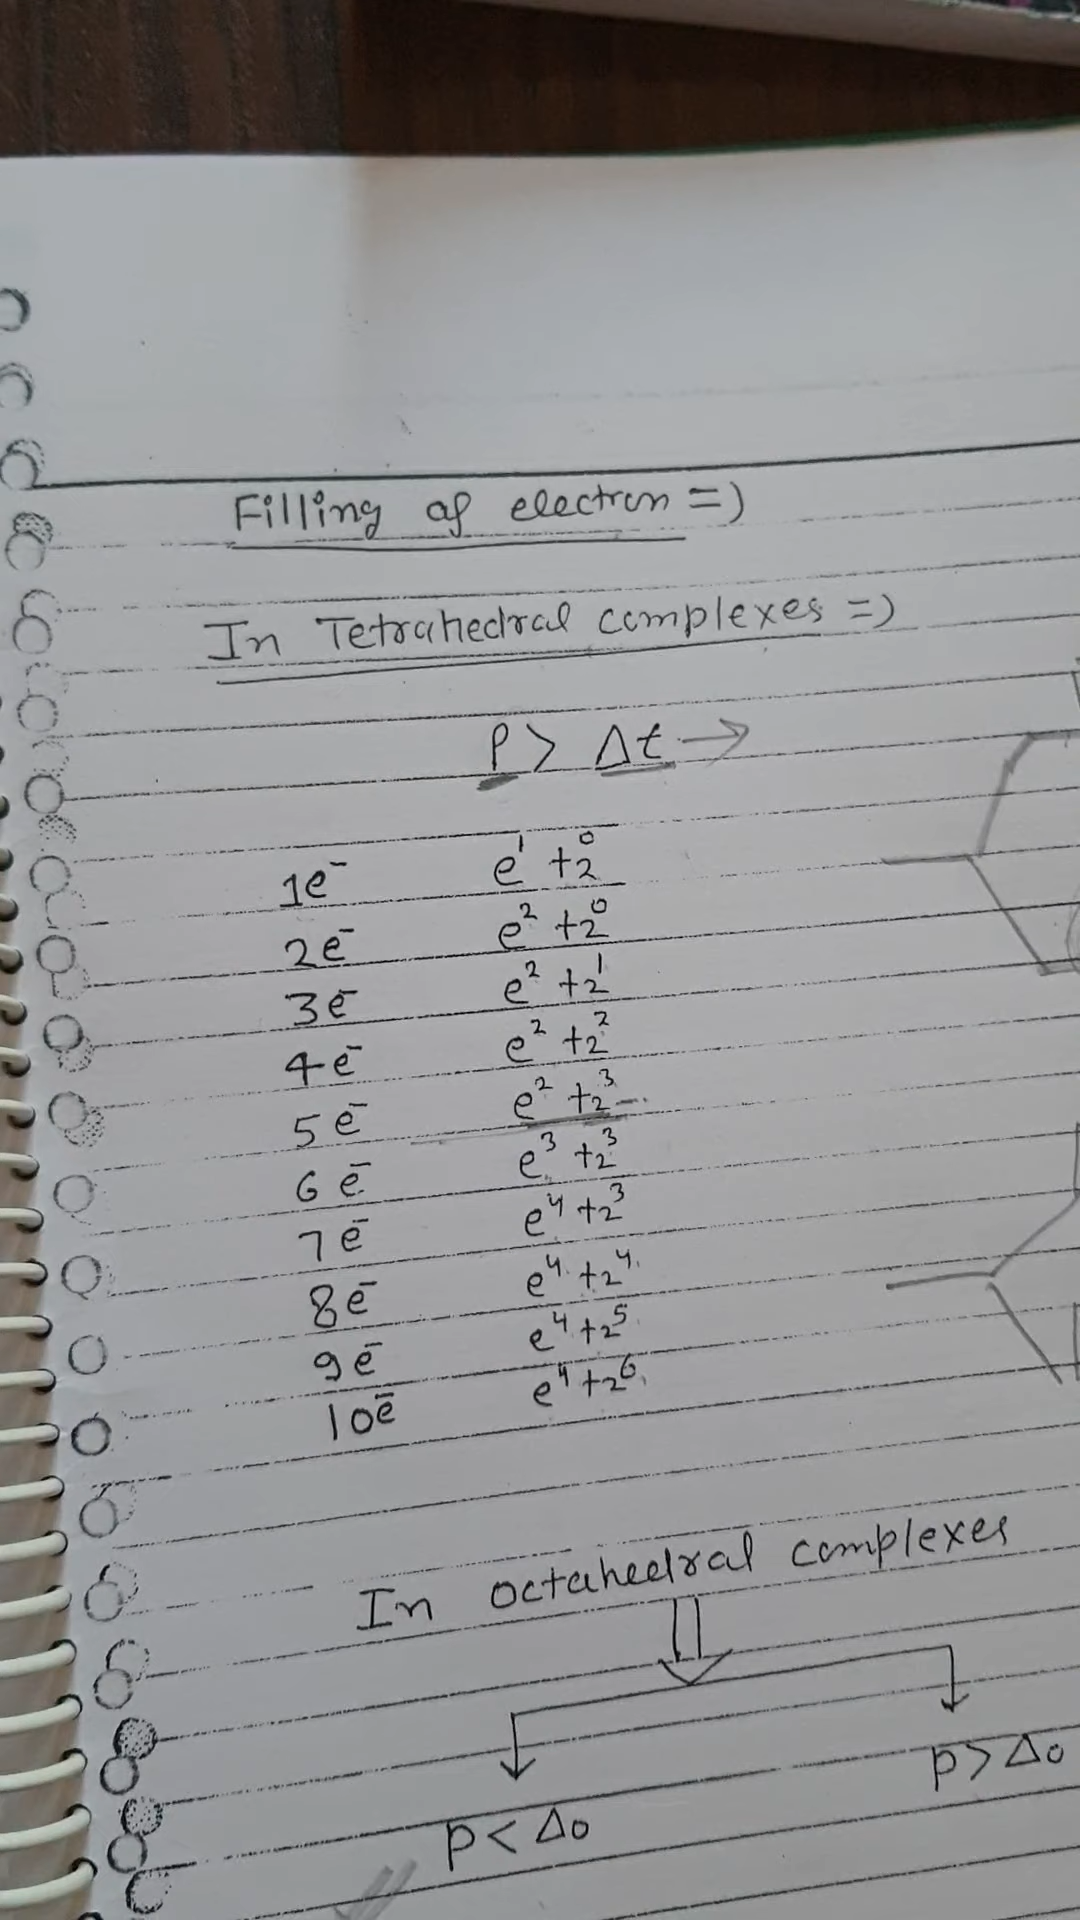 Filling of electron =)
In Tetrahedral complexes =)
P > Δt →
1e⁻ e¹ t₂⁰
2e⁻ e² t₂⁰
3e⁻ e² t₂¹
4e⁻ e² t₂²
5e⁻ e² t₂³
6e⁻ e³ t₂³
7e⁻ e⁴ t₂³
8e⁻ e⁴ t₂⁴
9e⁻ e⁴ t₂⁵
10e⁻ e⁴ t₂⁶
In octahedral complexes
P < Δo P > Δo